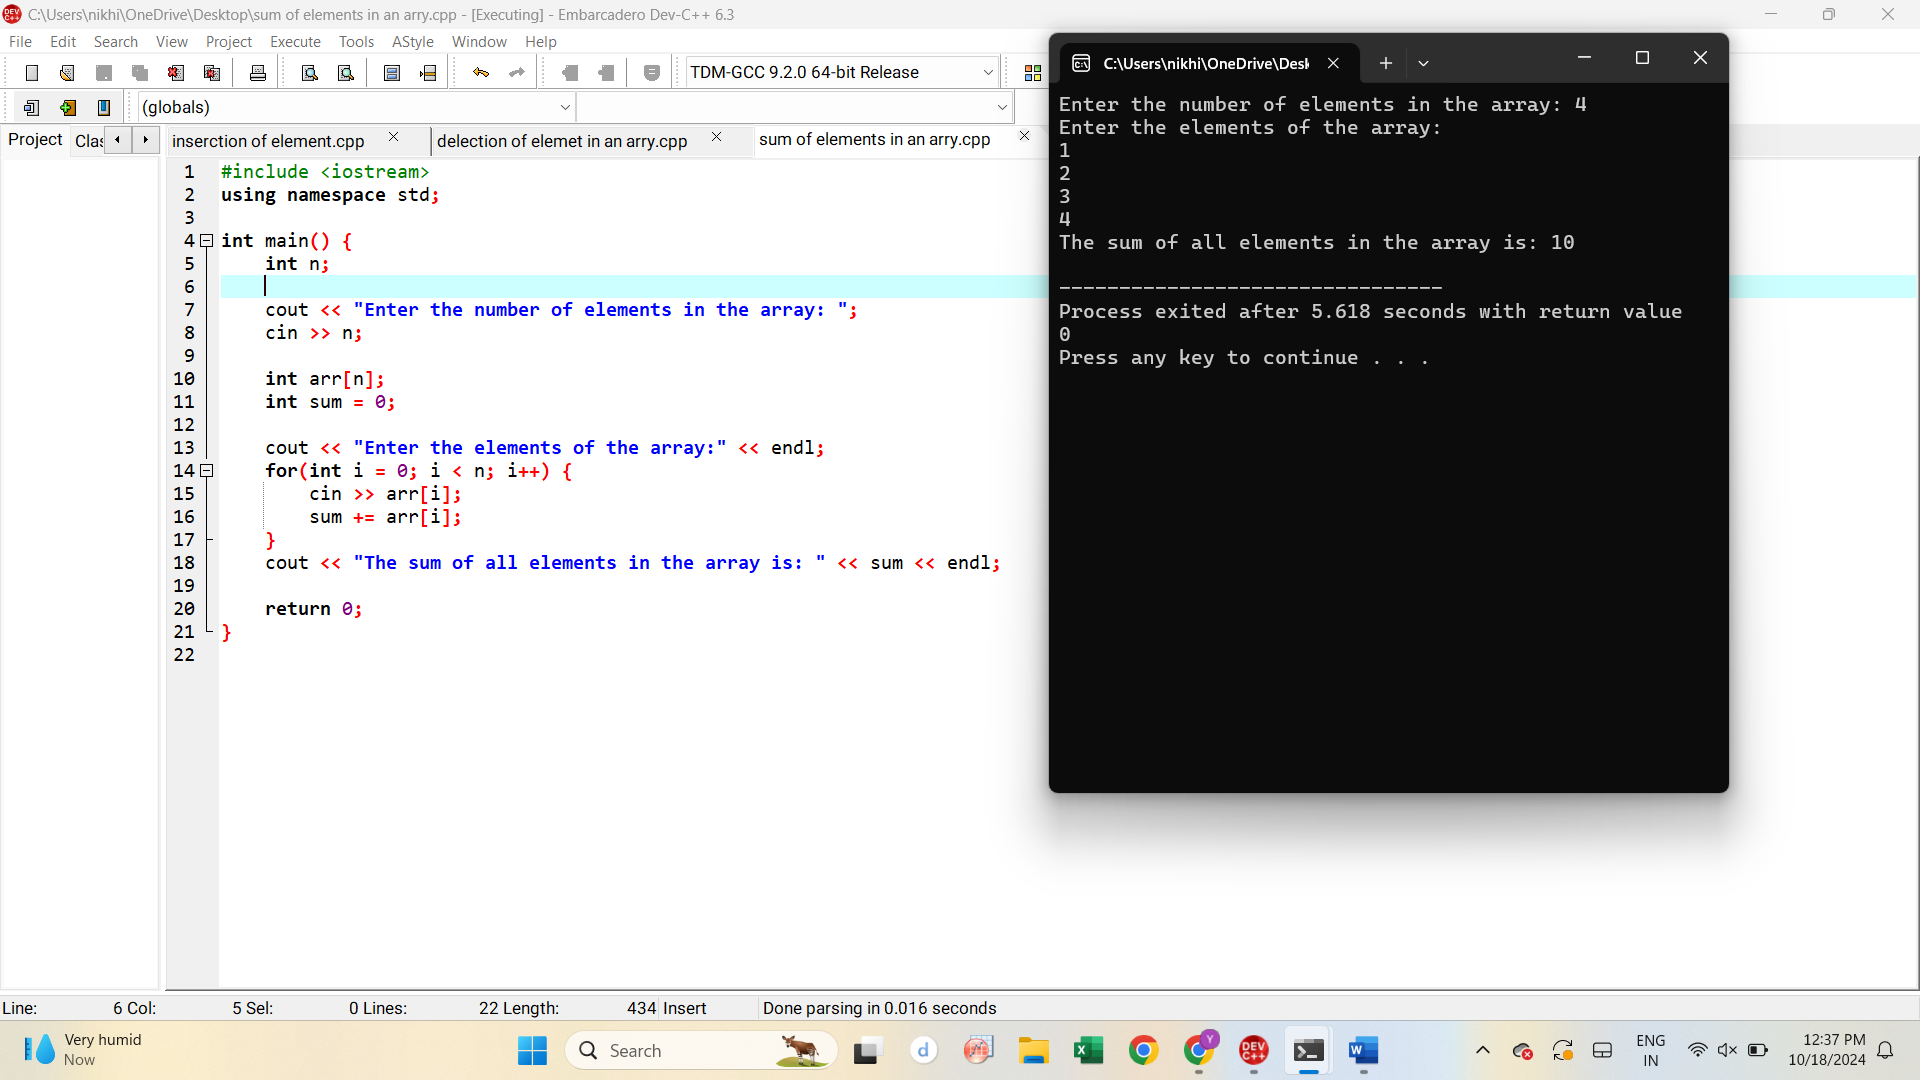 C:\Users\nikhi\OneDrive\Desktop\sum of elements in an arry.cpp - [Executing] - Embarcadero Dev-C++ 6.3
File Edit Search View Project Execute Tools AStyle Window Help
TDM-GCC 9.2.0 64-bit Release
(globals)
Project Clas inserction of element.cpp delection of elemet in an arry.cpp sum of elements in an arry.cpp
1 #include <iostream>
2 using namespace std;
3
4 int main() {
5     int n;
6
7     cout << "Enter the number of elements in the array: ";
8     cin >> n;
9
10     int arr[n];
11     int sum = 0;
12
13     cout << "Enter the elements of the array:" << endl;
14     for(int i = 0; i < n; i++) {
15         cin >> arr[i];
16         sum += arr[i];
17     }
18     cout << "The sum of all elements in the array is: " << sum << endl;
19
20     return 0;
21 }
22
C:\Users\nikhi\OneDrive\Desk
Enter the number of elements in the array: 4
Enter the elements of the array:
1
2
3
4
The sum of all elements in the array is: 10
--------------------------------
Process exited after 5.618 seconds with return value
0
Press any key to continue . . .
Line: 6 Col: 5 Sel: 0 Lines: 22 Length: 434 Insert Done parsing in 0.016 seconds
Very humid
Now
Search
d
Y
DEV C++
W
ENG
IN
12:37 PM
10/18/2024